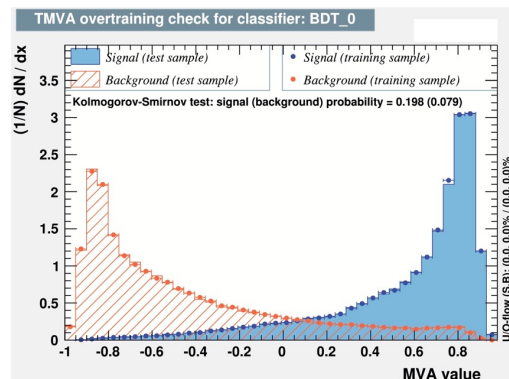 TMVA overtraining check for classifier: BDT_0
(1/N) dN / dx
Signal (test sample)
Signal (training sample)
Background (test sample)
Background (training sample)
Kolmogorov-Smirnov test: signal (background) probability = 0.198 (0.079)
3.5
3
2.5
2
1.5
1
0.5
0
-1 -0.8 -0.6 -0.4 -0.2 0 0.2 0.4 0.6 0.8
MVA value
U/O-flow (S,B): (0.0, 0.0)% / (0.0, 0.0)%